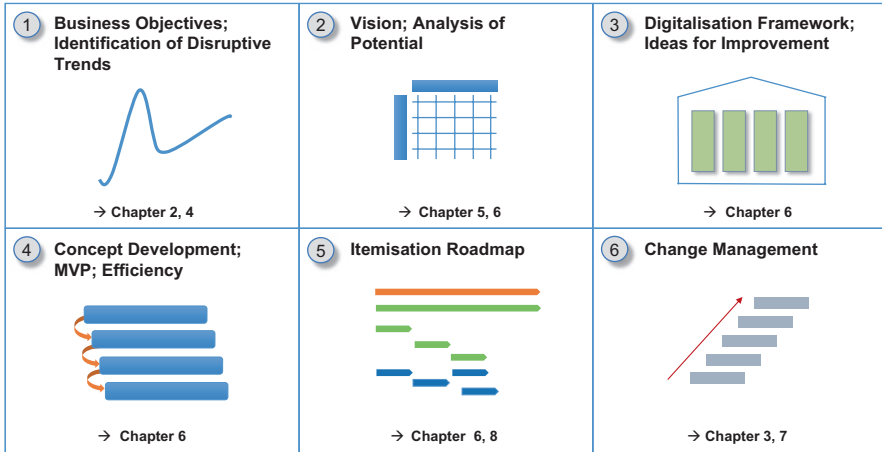 1 Business Objectives;
Identification of Disruptive
Trends
→ Chapter 2, 4
2 Vision; Analysis of
Potential
→ Chapter 5, 6
3 Digitalisation Framework;
Ideas for Improvement
→ Chapter 6
4 Concept Development;
MVP; Efficiency
→ Chapter 6
5 Itemisation Roadmap
→ Chapter 6, 8
6 Change Management
→ Chapter 3, 7